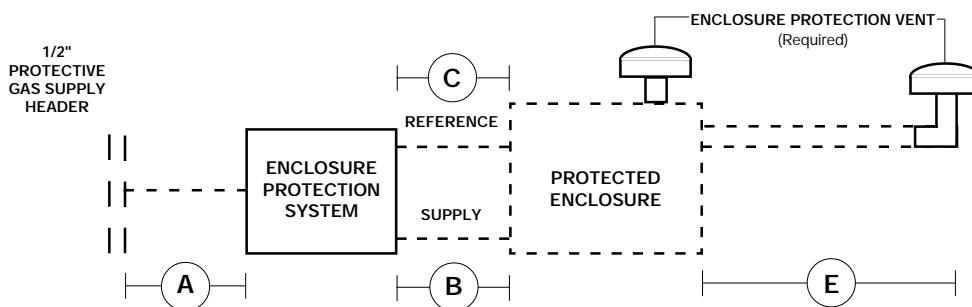 ENCLOSURE PROTECTION VENT
(Required)
1/2"
PROTECTIVE
GAS SUPPLY
HEADER
C
REFERENCE
ENCLOSURE
PROTECTION
SYSTEM
PROTECTED
ENCLOSURE
SUPPLY
A
B
E